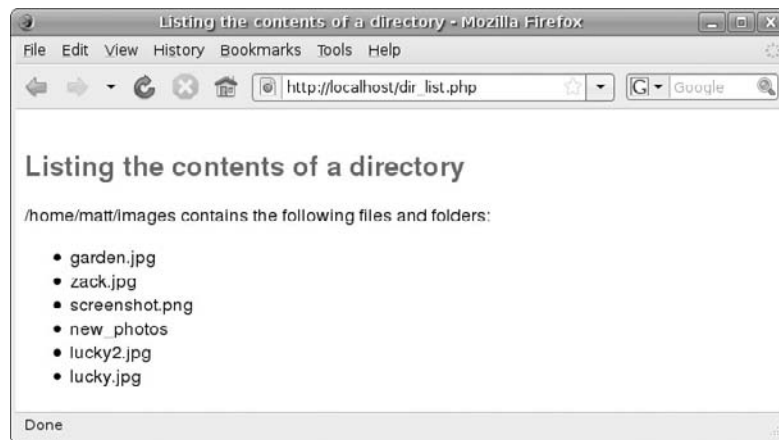 Listing the contents of a directory - Mozilla Firefox
File Edit View History Bookmarks Tools Help
http://localhost/dir_list.php
G Google
Listing the contents of a directory
/home/matt/images contains the following files and folders:
• garden.jpg
• zack.jpg
• screenshot.png
• new_photos
• lucky2.jpg
• lucky.jpg
Done